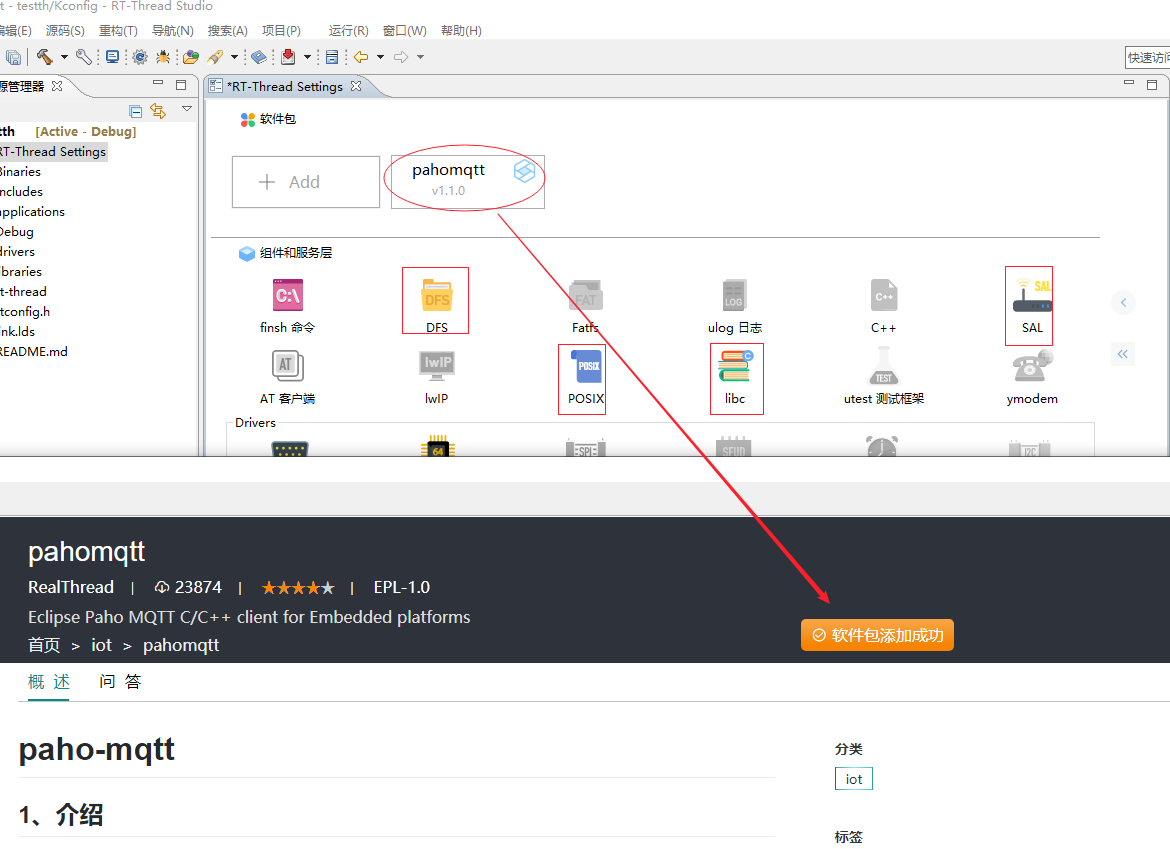 t - testth/Kconfig - RT-Thread Studio
编辑(E) 源码(S) 重构(T) 导航(N) 搜索(A) 项目(P) 运行(R) 窗口(W) 帮助(H)
快速访问
源管理器
*RT-Thread Settings
tth [Active - Debug]
RT-Thread Settings
Binaries
Includes
applications
Debug
drivers
libraries
rt-thread
rtconfig.h
link.lds
README.md
软件包
Add
pahomqtt
v1.1.0
组件和服务层
C:\
DFS
FAT
LOG
C++
SAL
finsh 命令
DFS
Fatfs
ulog 日志
C++
SAL
AT
lwIP
POSIX
C
TEST
AT 客户端
lwIP
POSIX
libc
utest 测试框架
ymodem
Drivers
64
SPI
SFUD
I2C
pahomqtt
RealThread | 23874 | ★★★★★ | EPL-1.0
Eclipse Paho MQTT C/C++ client for Embedded platforms
首页 > iot > pahomqtt
软件包添加成功
概 述 问 答
paho-mqtt
1、介绍
分类
iot
标签